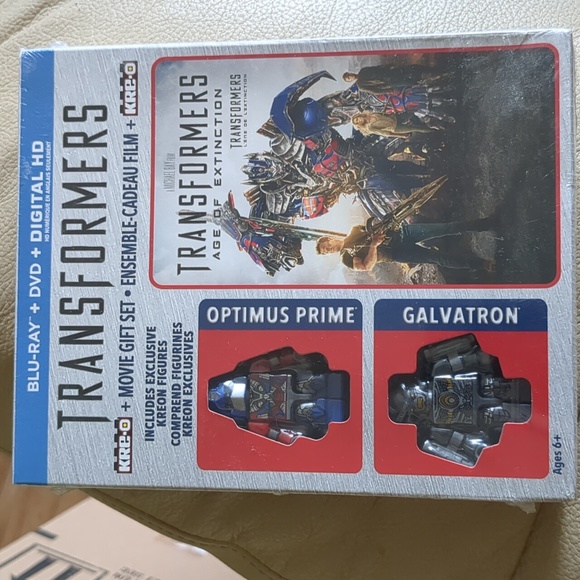 BLU-RAY™ + DVD + DIGITAL HD
HD NUMÉRIQUE EN ANGLAIS SEULEMENT
TRANSFORMERS
KRE-O + MOVIE GIFT SET • ENSEMBLE-CADEAU FILM + KRE-O
INCLUDES EXCLUSIVE
KREON FIGURES
COMPREND FIGURINES
KREON EXCLUSIVES
TRANSFORMERS
AGE OF EXTINCTION
TRANSFORMERS
L'ÈRE DE L'EXTINCTION
OPTIMUS PRIME
GALVATRON
Ages 6+